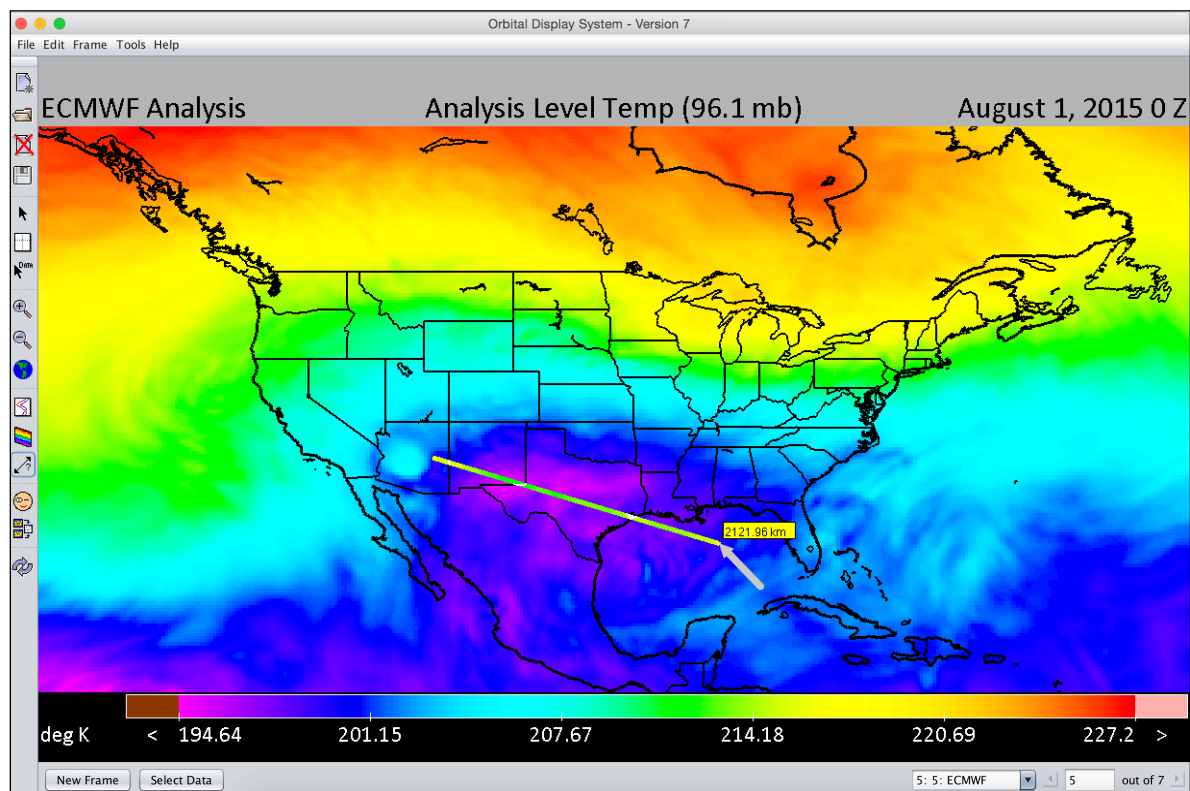 Orbital Display System - Version 7
File Edit Frame Tools Help
ECMWF Analysis Analysis Level Temp (96.1 mb) August 1, 2015 0 Z
DATA
?
2121.96 km
deg K < 194.64 201.15 207.67 214.18 220.69 227.2 >
New Frame Select Data 5: 5: ECMWF 5 out of 7